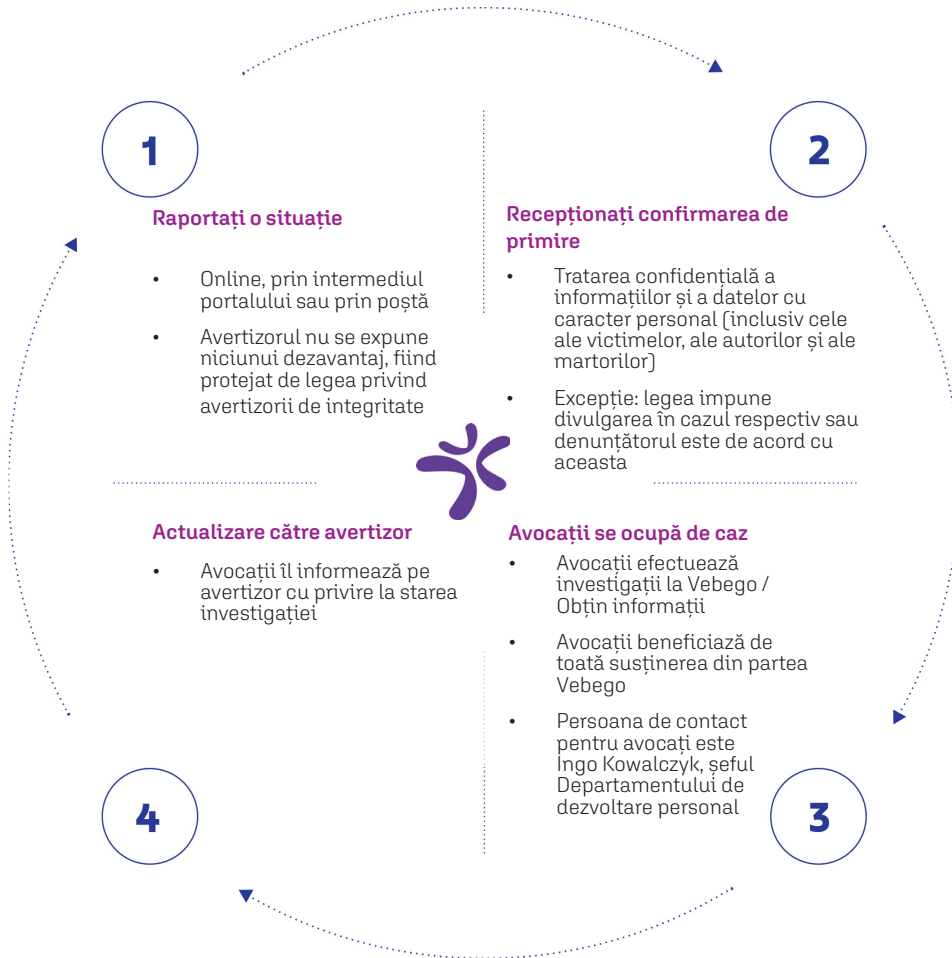 1
Raportați o situație
• Online, prin intermediul
portalului sau prin poștă
• Avertizorul nu se expune
niciunui dezavantaj, fiind
protejat de legea privind
avertizorii de integritate
2
Recepționați confirmarea de
primire
• Tratarea confidențială a
informațiilor și a datelor cu
caracter personal (inclusiv cele
ale victimelor, ale autorilor și ale
martorilor)
• Excepție: legea impune
divulgarea în cazul respectiv sau
denunțătorul este de acord cu
aceasta
Avocații se ocupă de caz
• Avocații efectuează
investigații la Vebego /
Obțin informații
• Avocații beneficiază de
toată susținerea din partea
Vebego
• Persoana de contact
pentru avocați este
Ingo Kowalczyk, șeful
Departamentului de
dezvoltare personal
3
Actualizare către avertizor
• Avocații îl informează pe
avertizor cu privire la starea
investigației
4